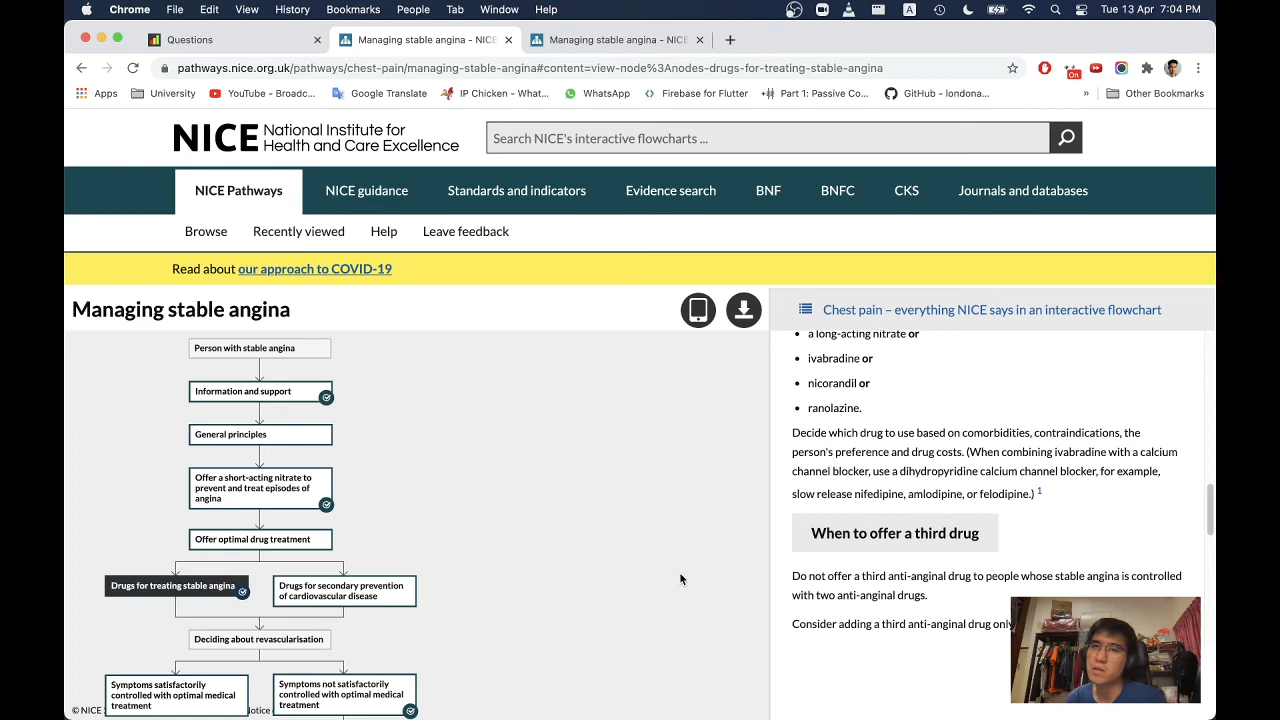 Chrome File Edit View History Bookmarks People Tab Window Help
A
Tue 13 Apr 7:04 PM
Questions
Managing stable angina - NICE
Managing stable angina - NICE
pathways.nice.org.uk/pathways/chest-pain/managing-stable-angina#content=view-node%3Anodes-drugs-for-treating-stable-angina
On
Apps University YouTube - Broadc... Google Translate IP Chicken - What... WhatsApp Firebase for Flutter Part 1: Passive Co... GitHub - londona... » Other Bookmarks
NICE National Institute for
Health and Care Excellence
Search NICE's interactive flowcharts ...
NICE Pathways NICE guidance Standards and indicators Evidence search BNF BNFC CKS Journals and databases
Browse Recently viewed Help Leave feedback
Read about our approach to COVID-19
Managing stable angina
Person with stable angina
Information and support
General principles
Offer a short-acting nitrate to
prevent and treat episodes of
angina
Offer optimal drug treatment
Drugs for treating stable angina
Drugs for secondary prevention
of cardiovascular disease
Deciding about revascularisation
Symptoms satisfactorily
controlled with optimal medical
treatment
Symptoms not satisfactorily
controlled with optimal medical
treatment
© NICE
Notice
Chest pain – everything NICE says in an interactive flowchart
• a long-acting nitrate or
• ivabradine or
• nicorandil or
• ranolazine.
Decide which drug to use based on comorbidities, contraindications, the
person's preference and drug costs. (When combining ivabradine with a calcium
channel blocker, use a dihydropyridine calcium channel blocker, for example,
slow release nifedipine, amlodipine, or felodipine.) 1
When to offer a third drug
Do not offer a third anti-anginal drug to people whose stable angina is controlled
with two anti-anginal drugs.
Consider adding a third anti-anginal drug only